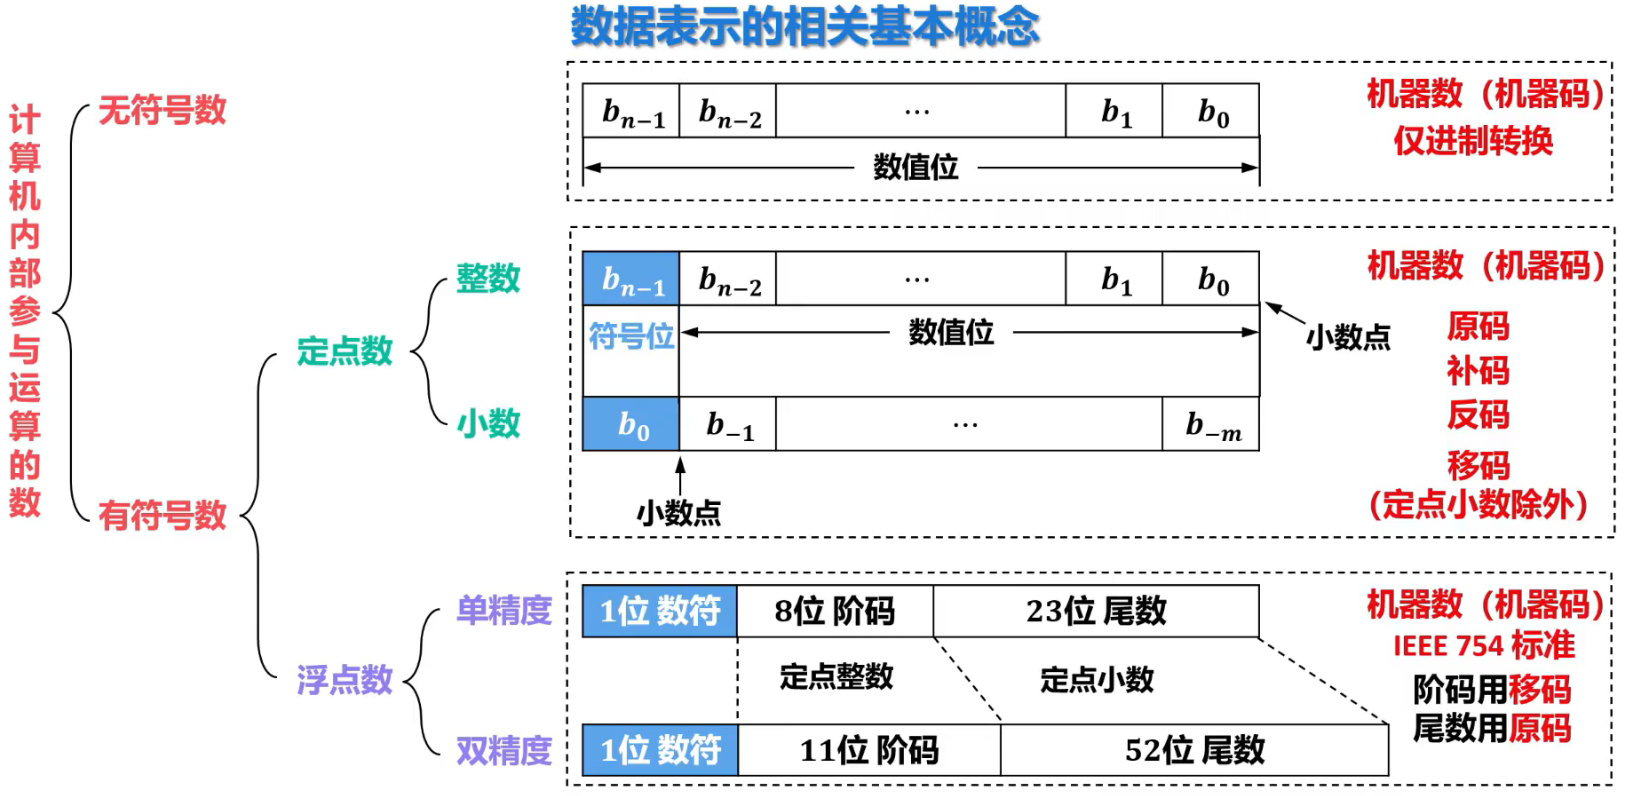 数据表示的相关基本概念
计算机内部参与运算的数
无符号数
b_{n-1} b_{n-2} ... b_1 b_0
数值位
机器数（机器码）
仅进制转换
有符号数
定点数
整数
b_{n-1} b_{n-2} ... b_1 b_0
符号位
数值位
小数点
小数
b_0 b_{-1} ... b_{-m}
小数点
机器数（机器码）
原码
补码
反码
移码
（定点小数除外）
浮点数
单精度
1位 数符 8位 阶码 23位 尾数
定点整数 定点小数
双精度
1位 数符 11位 阶码 52位 尾数
机器数（机器码）
IEEE 754 标准
阶码用移码
尾数用原码